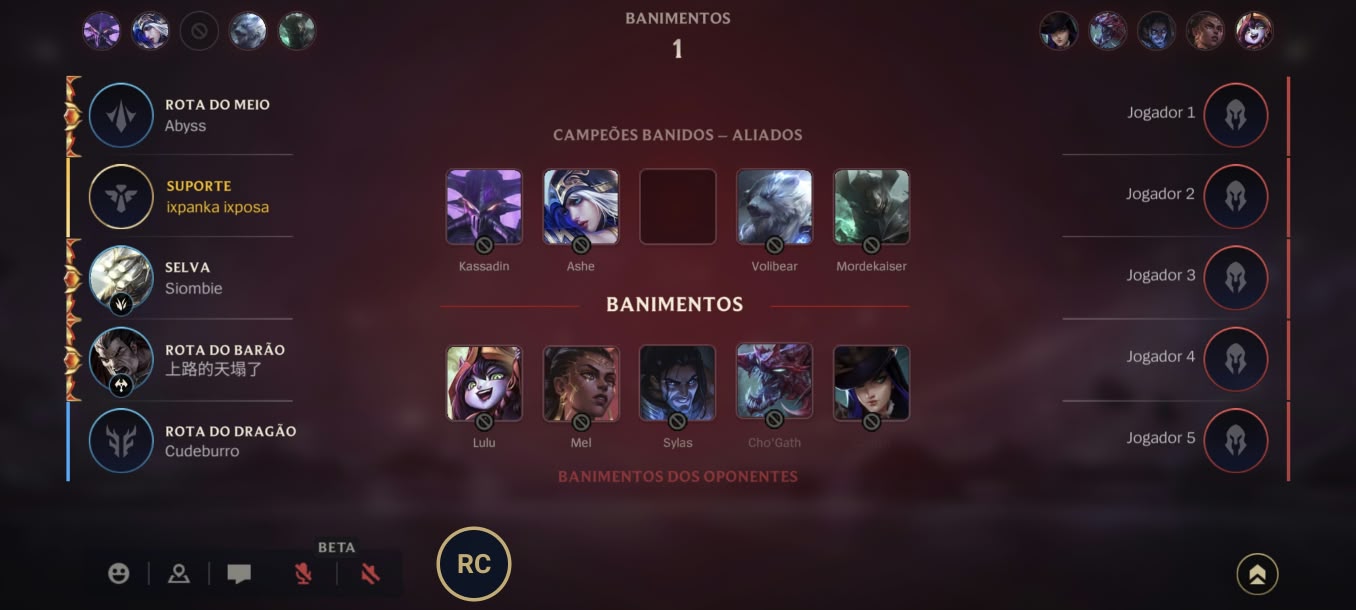 BANIMENTOS
1
ROTA DO MEIO
Abyss
SUPORTE
ixpanka ixposa
SELVA
Siombie
ROTA DO BARÃO
上路的天塌了
ROTA DO DRAGÃO
Cudeburro
CAMPEÕES BANIDOS – ALIADOS
Kassadin
Ashe
Volibear
Mordekaiser
BANIMENTOS
Lulu
Mel
Sylas
Cho'Gath
BANIMENTOS DOS OPONENTES
Jogador 1
Jogador 2
Jogador 3
Jogador 4
Jogador 5
BETA
RC